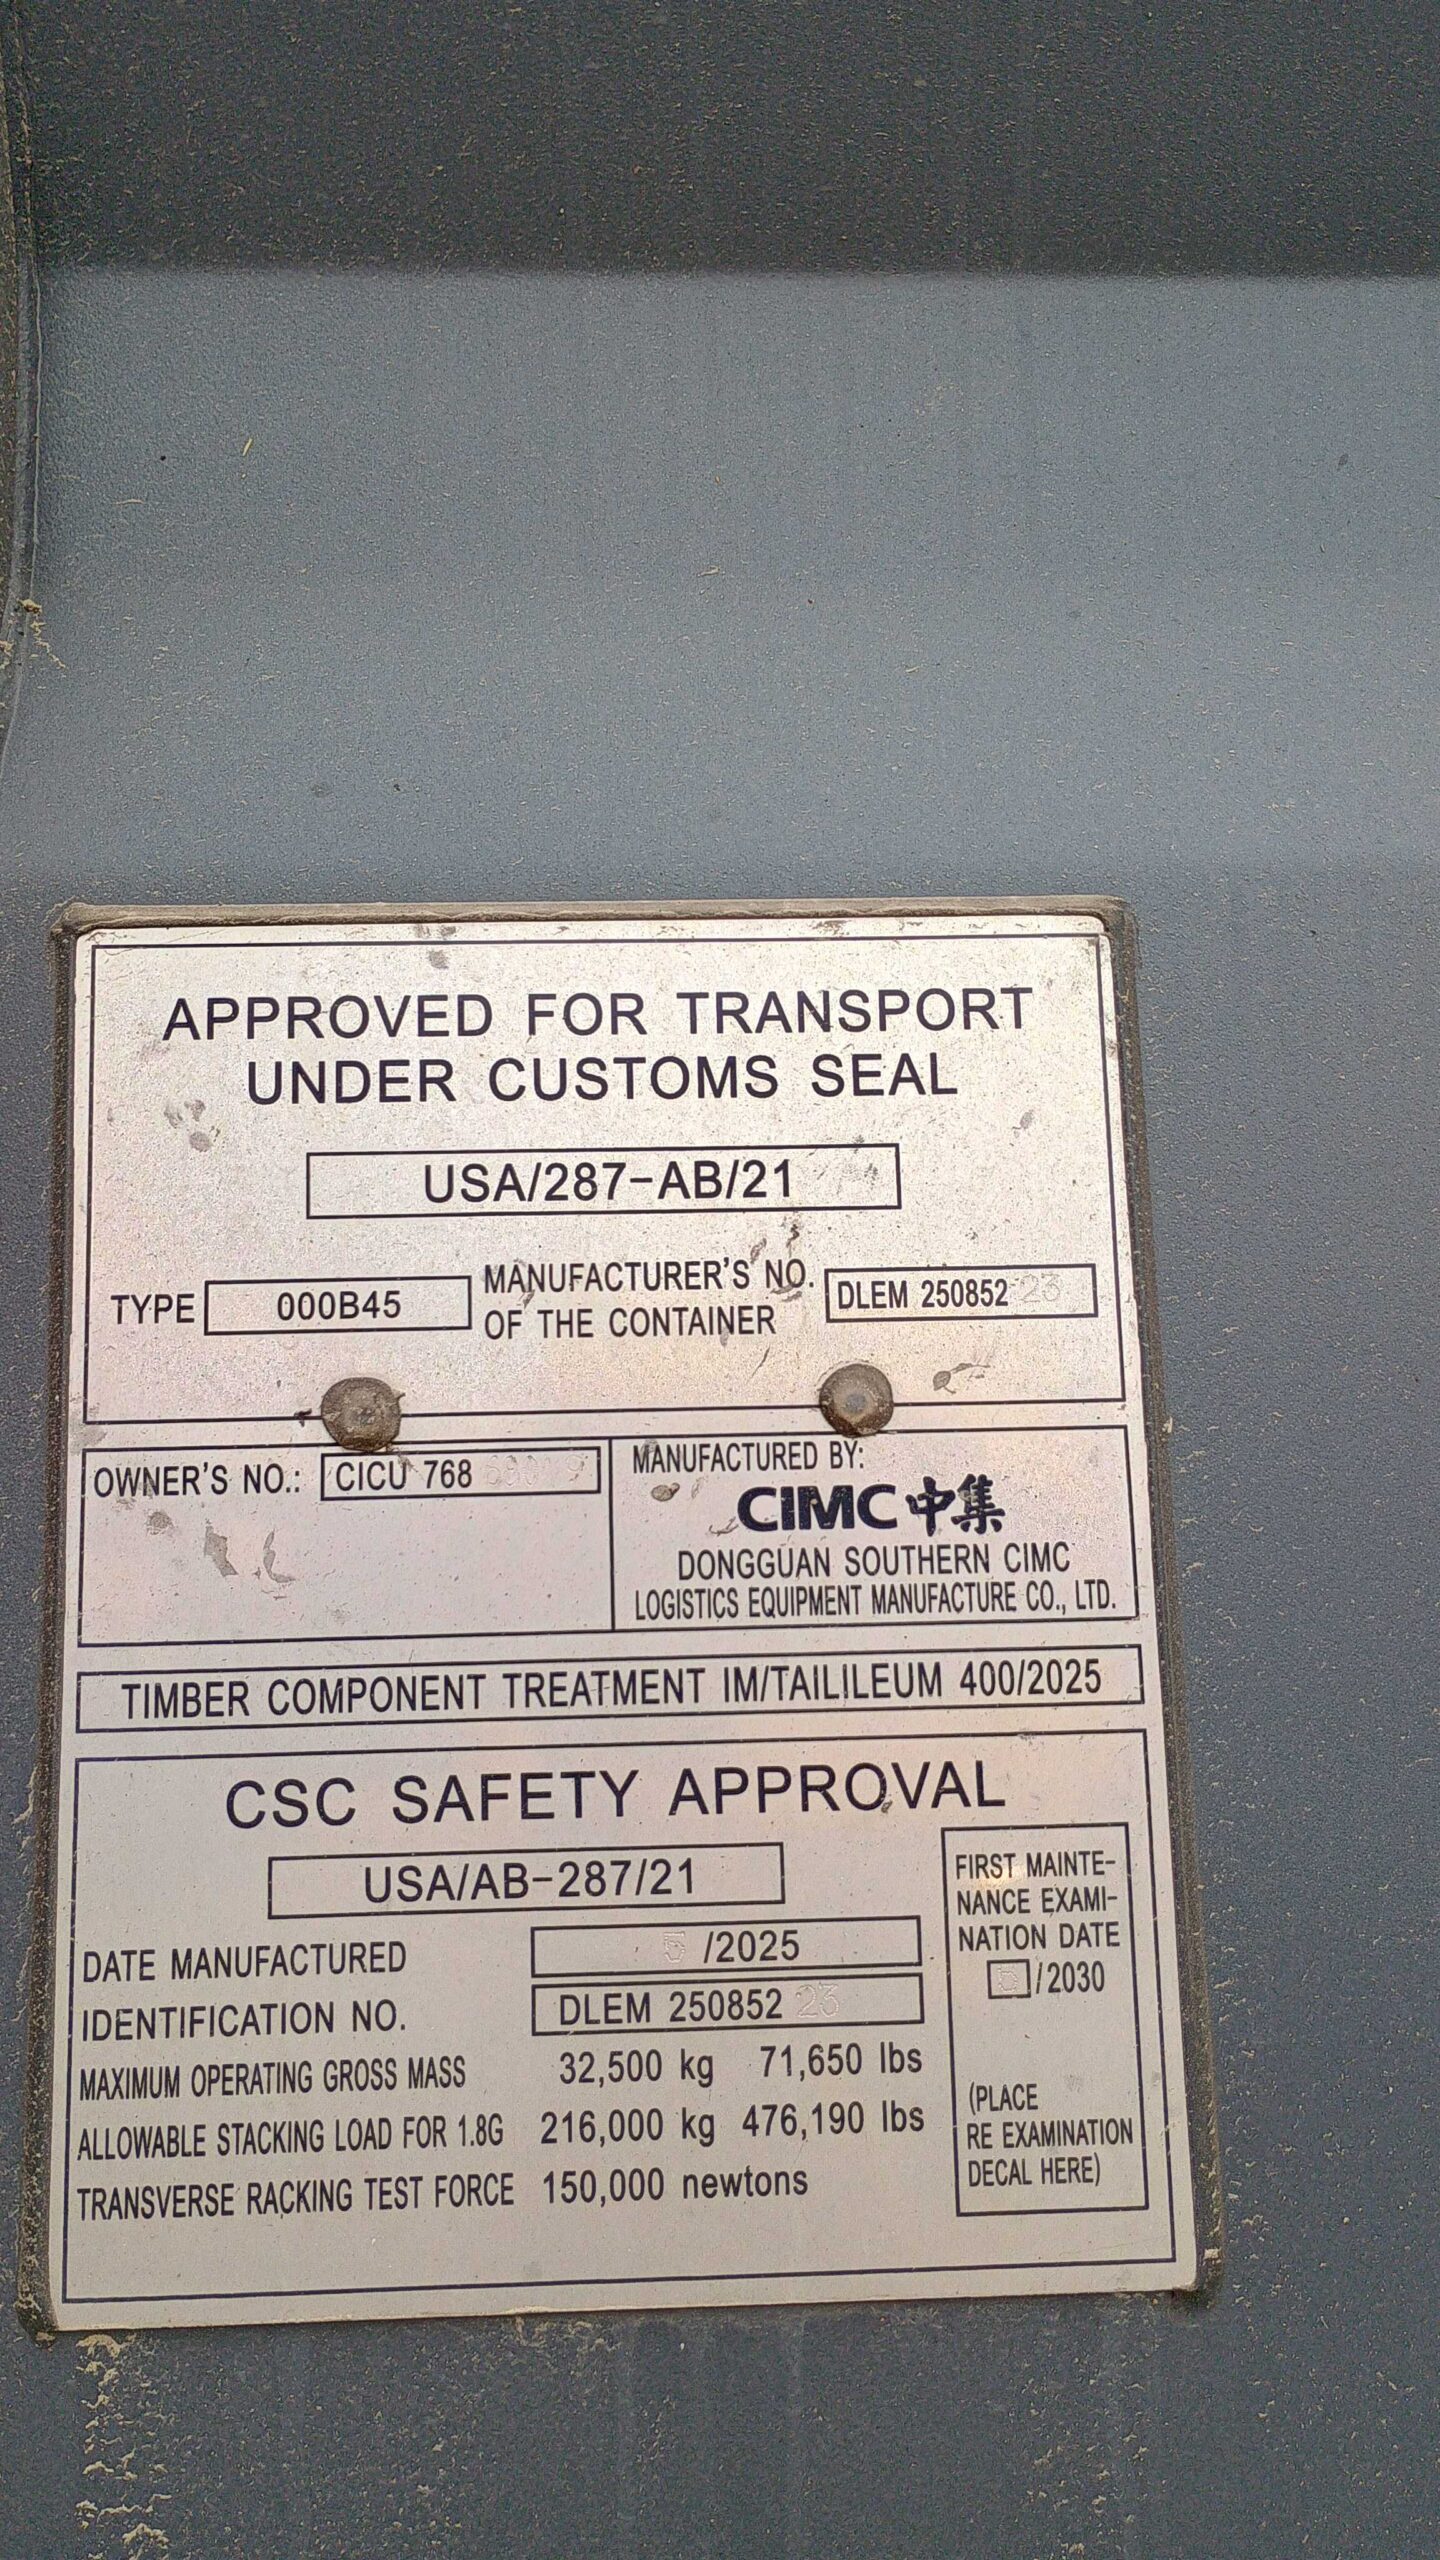 APPROVED FOR TRANSPORT
UNDER CUSTOMS SEAL
USA/287-AB/21
TYPE 000B45 MANUFACTURER'S NO. OF THE CONTAINER DLEM 250852 23
OWNER'S NO.: CICU 768
MANUFACTURED BY:
CIMC 中集
DONGGUAN SOUTHERN CIMC
LOGISTICS EQUIPMENT MANUFACTURE CO., LTD.
TIMBER COMPONENT TREATMENT IM/TAILILEUM 400/2025
CSC SAFETY APPROVAL
USA/AB-287/21
DATE MANUFACTURED 5 /2025
IDENTIFICATION NO. DLEM 250852 23
MAXIMUM OPERATING GROSS MASS 32,500 kg 71,650 lbs
ALLOWABLE STACKING LOAD FOR 1.8G 216,000 kg 476,190 lbs
TRANSVERSE RACKING TEST FORCE 150,000 newtons
FIRST MAINTE-
NANCE EXAMI-
NATION DATE
5/2030
(PLACE
RE EXAMINATION
DECAL HERE)